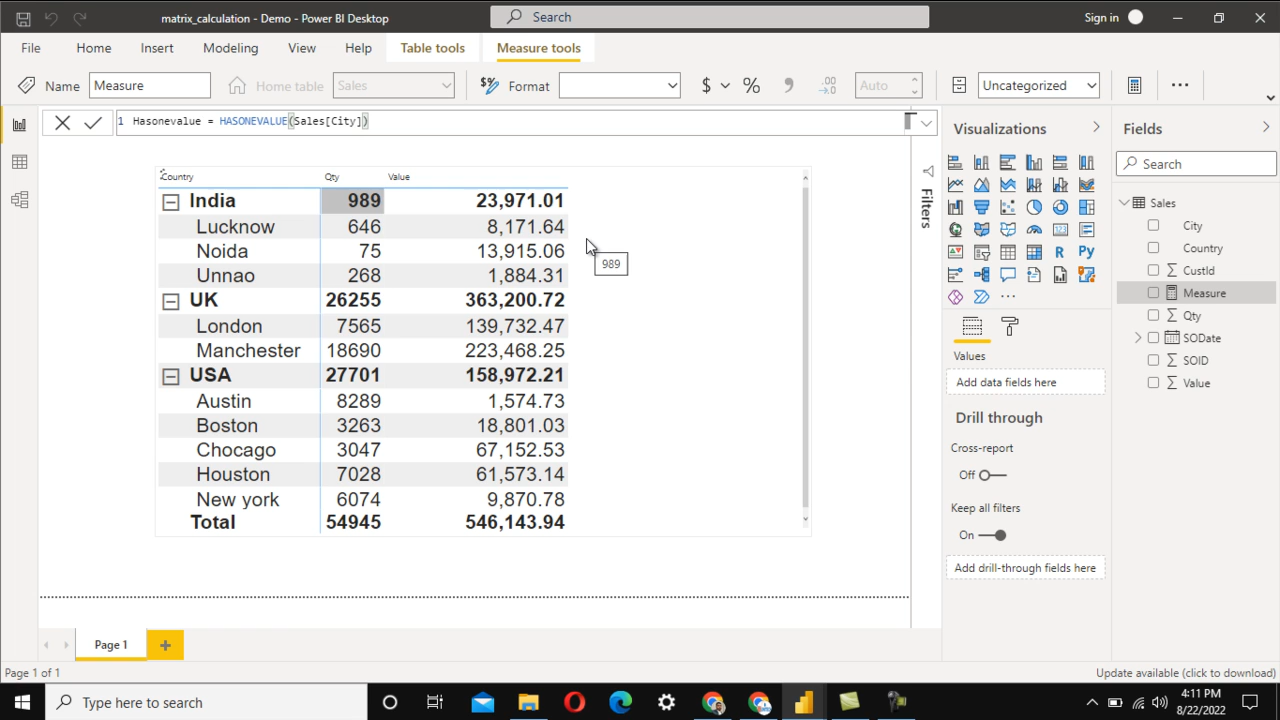 matrix_calculation - Demo - Power BI Desktop
Search
Sign in
File
Home
Insert
Modeling
View
Help
Table tools
Measure tools
Name
Measure
Home table
Sales
Format
$
%
Auto
Uncategorized
1 Hasonevalue = HASONEVALUE(Sales[City])
Country Qty Value
India 989 23,971.01
Lucknow 646 8,171.64
Noida 75 13,915.06
Unnao 268 1,884.31
UK 26255 363,200.72
London 7565 139,732.47
Manchester 18690 223,468.25
USA 27701 158,972.21
Austin 8289 1,574.73
Boston 3263 18,801.03
Chocago 3047 67,152.53
Houston 7028 61,573.14
New york 6074 9,870.78
Total 54945 546,143.94
989
Filters
Visualizations
R
Py
Values
Add data fields here
Drill through
Cross-report
Off
Keep all filters
On
Add drill-through fields here
Fields
Search
Sales
City
Country
CustId
Measure
Qty
SODate
SOID
Value
Page 1
Page 1 of 1
Update available (click to download)
Type here to search
4:11 PM
8/22/2022